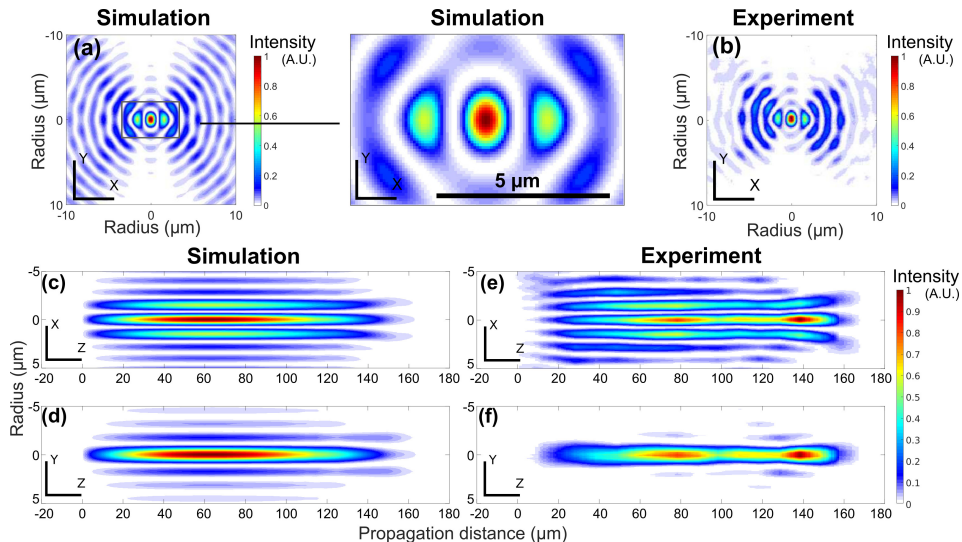 Simulation
Simulation
Experiment
(a)
Intensity
(A.U.)
-10
0
10
Radius (µm)
Y
X
-10
0
10
Radius (µm)
1
0.8
0.6
0.4
0.2
0
Y
X
5 µm
(b)
Intensity
(A.U.)
-10
0
10
Radius (µm)
Y
X
-10
0
10
Radius (µm)
1
0.8
0.6
0.4
0.2
0
Simulation
Experiment
(c)
-5
0
5
X
Z
-20 0 20 40 60 80 100 120 140 160 180
(e)
X
Z
-20 0 20 40 60 80 100 120 140 160 180
Intensity
(A.U.)
1
0.9
0.8
0.7
0.6
0.5
0.4
0.3
0.2
0.1
0
Radius (µm)
(d)
-5
0
5
Y
Z
-20 0 20 40 60 80 100 120 140 160 180
(f)
Y
Z
-20 0 20 40 60 80 100 120 140 160 180
Propagation distance (µm)